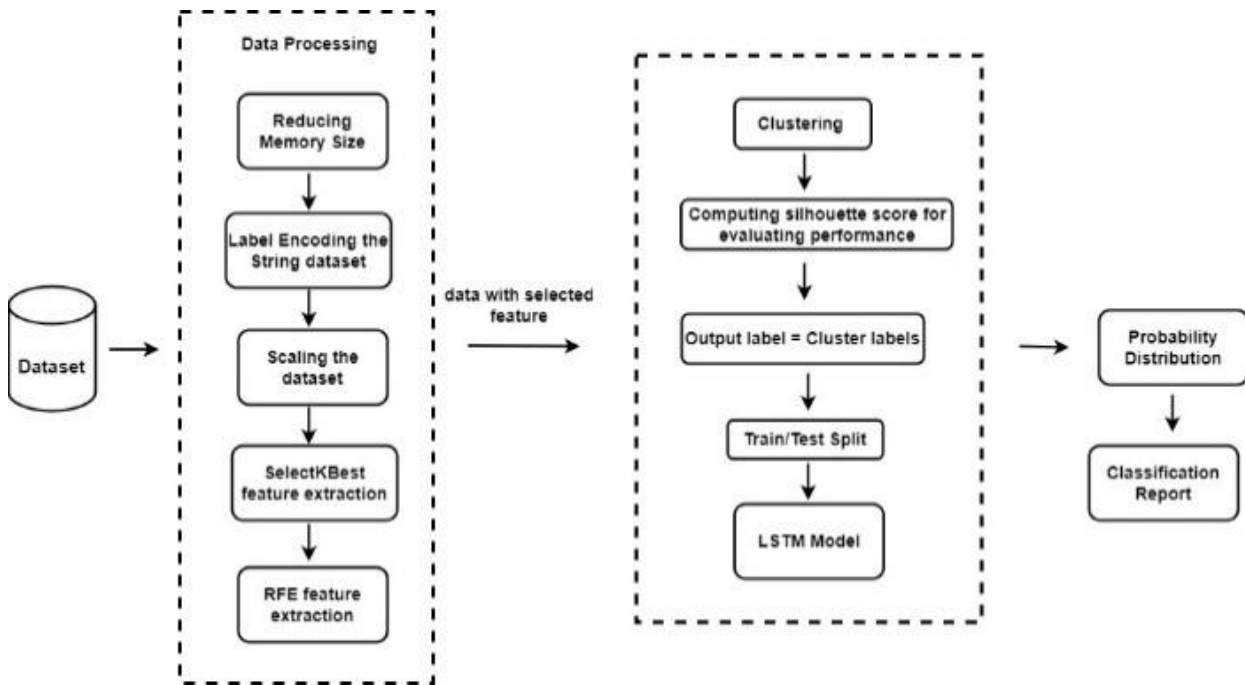 Data Processing
Reducing
Memory Size
Label Encoding the
String dataset
Scaling the
dataset
SelectKBest
feature extraction
RFE feature
extraction
Dataset
data with selected
feature
Clustering
Computing silhouette score for
evaluating performance
Output label = Cluster labels
Train/Test Split
LSTM Model
Probability
Distribution
Classification
Report